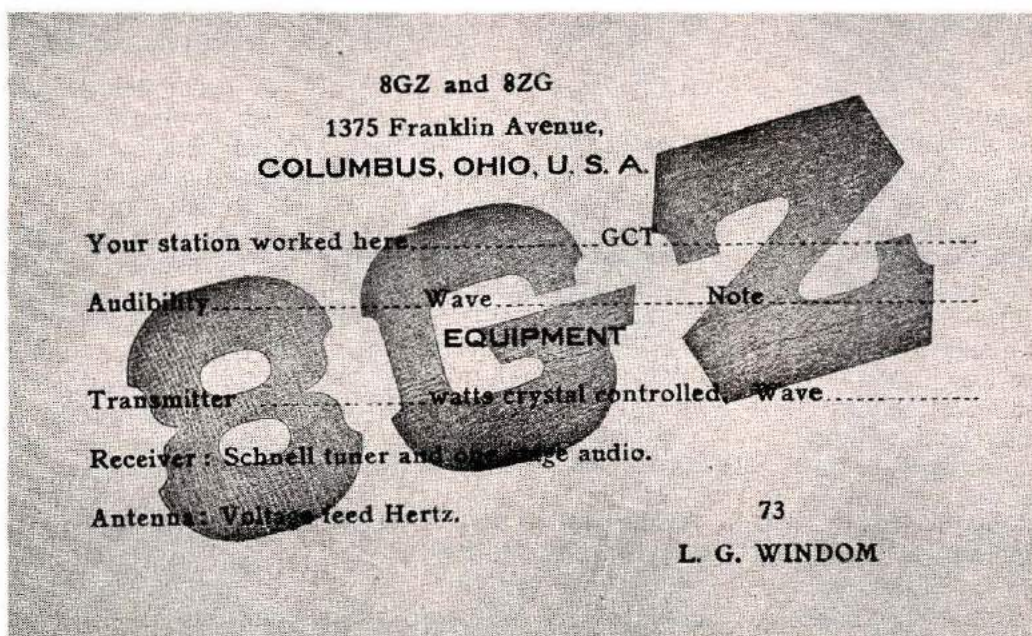 8GZ and 8ZG
1375 Franklin Avenue,
COLUMBUS, OHIO, U. S. A.
Your station worked here..................GCT..................
Audibility..................Wave..................Note..................
EQUIPMENT
Transmitter..................watts crystal controlled, Wave..................
Receiver: Schnell tuner and one stage audio.
Antenna: Voltage feed Hertz.
73
L. G. WINDOM
8GZ